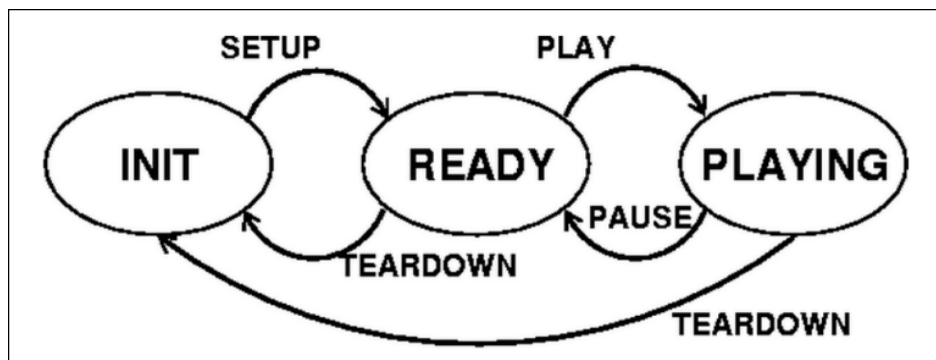 SETUP
PLAY
INIT
READY
PLAYING
PAUSE
TEARDOWN
TEARDOWN